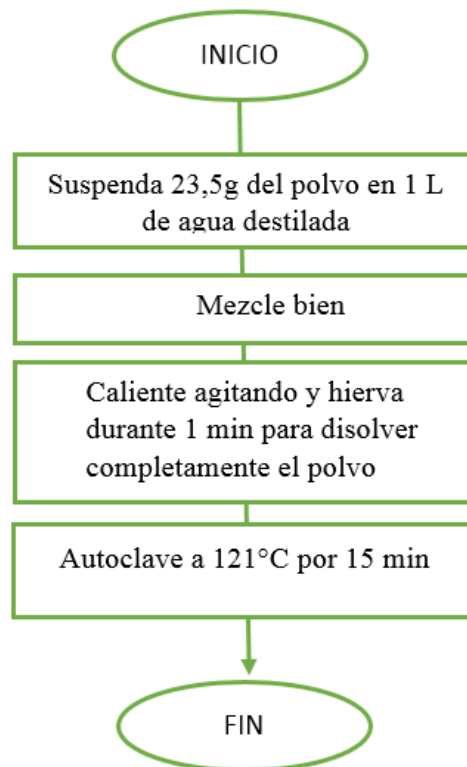 INICIO
Suspenda 23,5g del polvo en 1 L
de agua destilada
Mezcle bien
Caliente agitando y hierva
durante 1 min para disolver
completamente el polvo
Autoclave a 121°C por 15 min
FIN